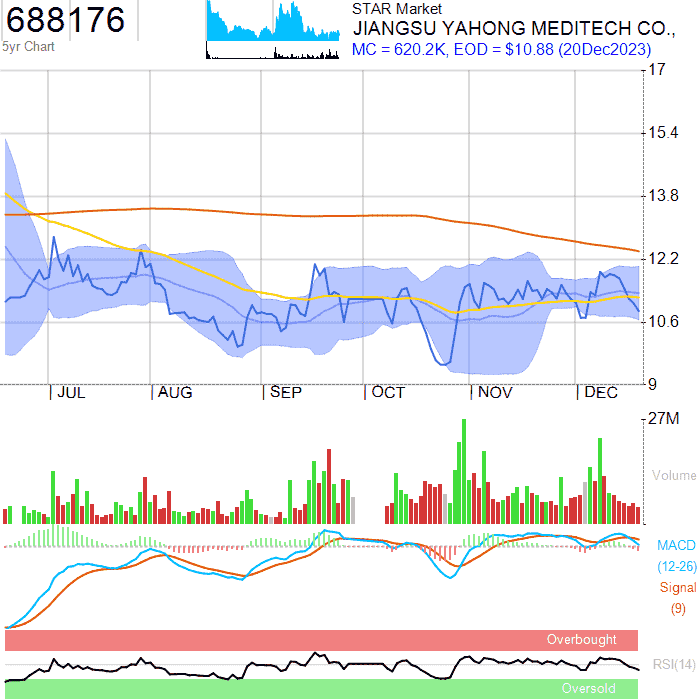 688176
5yr Chart
STAR Market
JIANGSU YAHONG MEDITECH CO.,
MC = 620.2K, EOD = $10.88 (20Dec2023)
17
15.4
13.8
12.2
10.6
9
JUL AUG SEP OCT NOV DEC
27M
Volume
MACD
(12-26)
Signal
(9)
Overbought
RSI(14)
Oversold